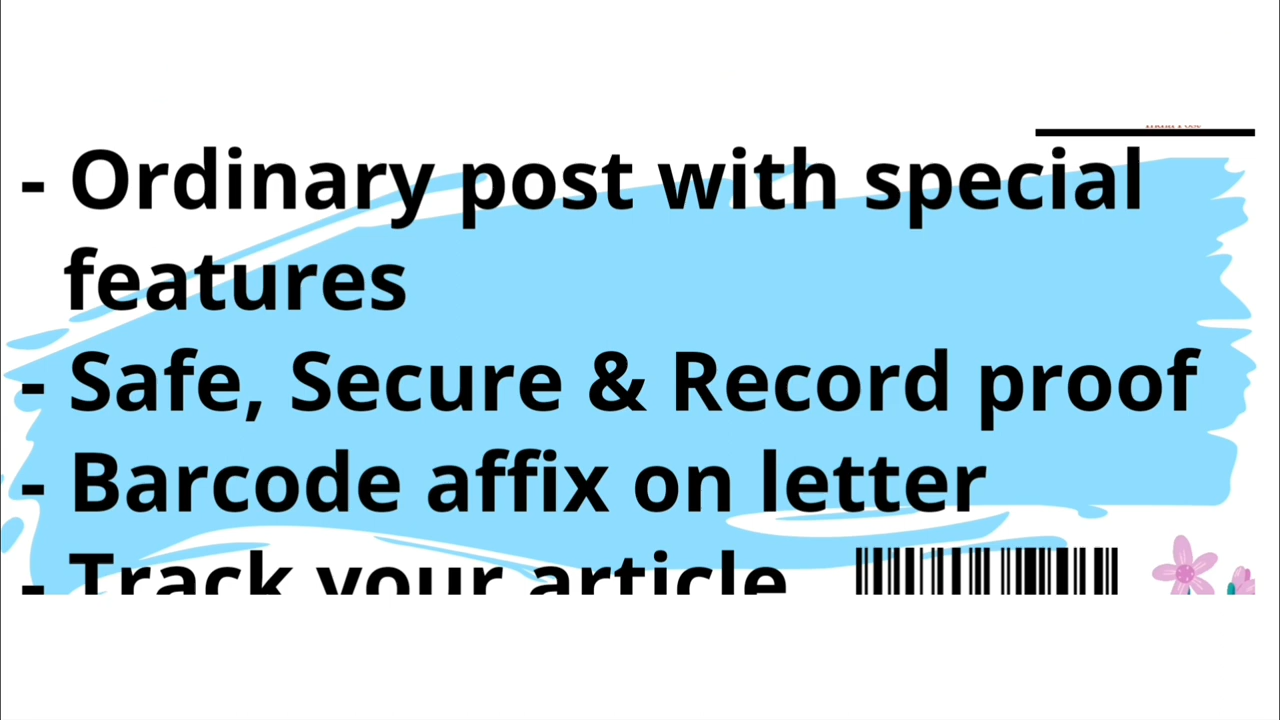 - Ordinary post with special
features
- Safe, Secure & Record proof
- Barcode affix on letter
- Track your article